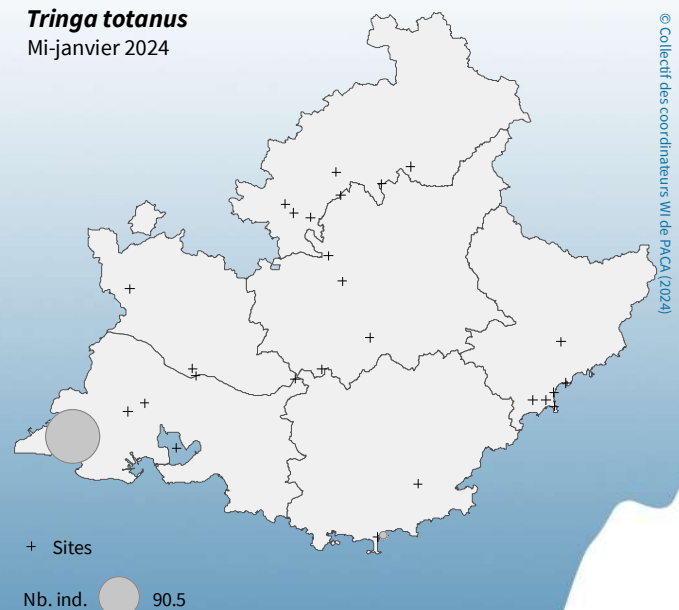 Tringa totanus
Mi-janvier 2024
© Collectif des coordinateurs WI de PACA (2024)
Sites
Nb. ind. 90.5